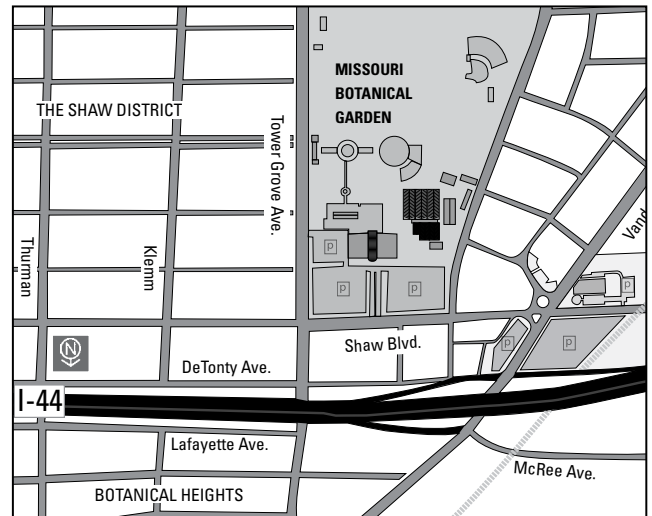 MISSOURI
BOTANICAL
GARDEN
THE SHAW DISTRICT
Tower Grove Ave.
Thurman
Klemm
Vand
P
P
P
P
P
P
N
Shaw Blvd.
DeTonty Ave.
I-44
Lafayette Ave.
McRee Ave.
BOTANICAL HEIGHTS